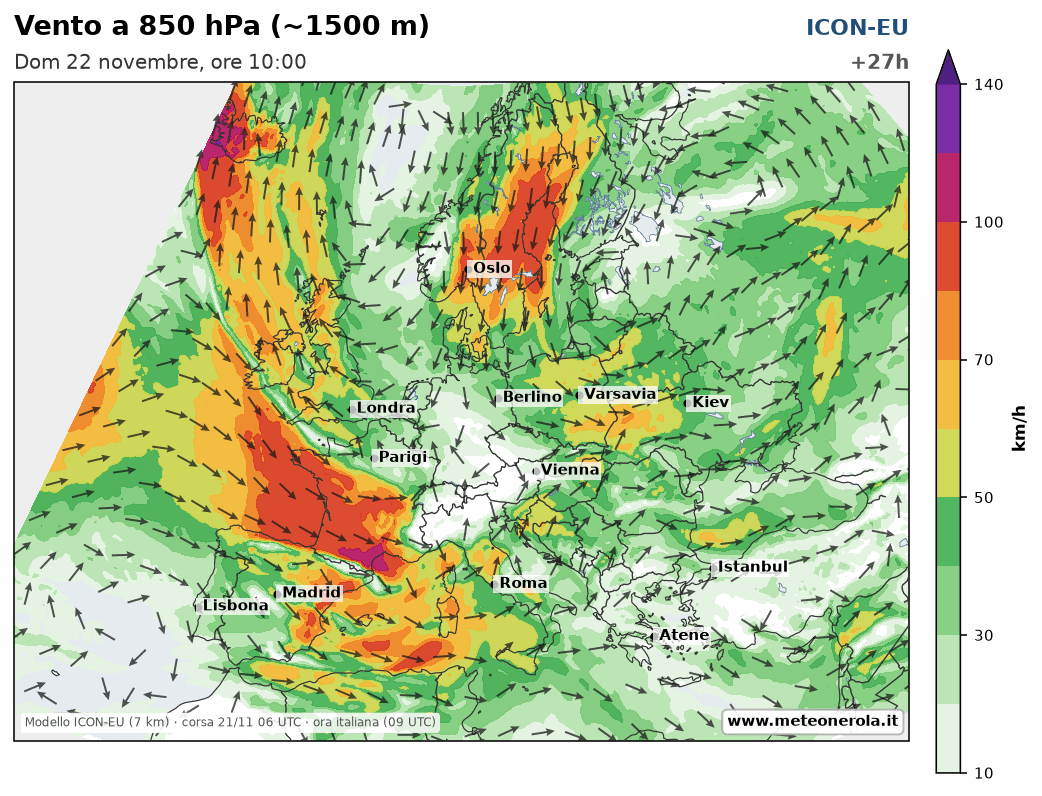 Vento a 850 hPa (~1500 m)
ICON-EU
Dom 22 novembre, ore 10:00
+27h
140
100
70
50
30
10
km/h
Oslo
Londra
Berlino
Varsavia
Kiev
Parigi
Vienna
Roma
Istanbul
Madrid
Lisbona
Atene
Modello ICON-EU (7 km) · corsa 21/11 06 UTC · ora italiana (09 UTC)
www.meteonerola.it